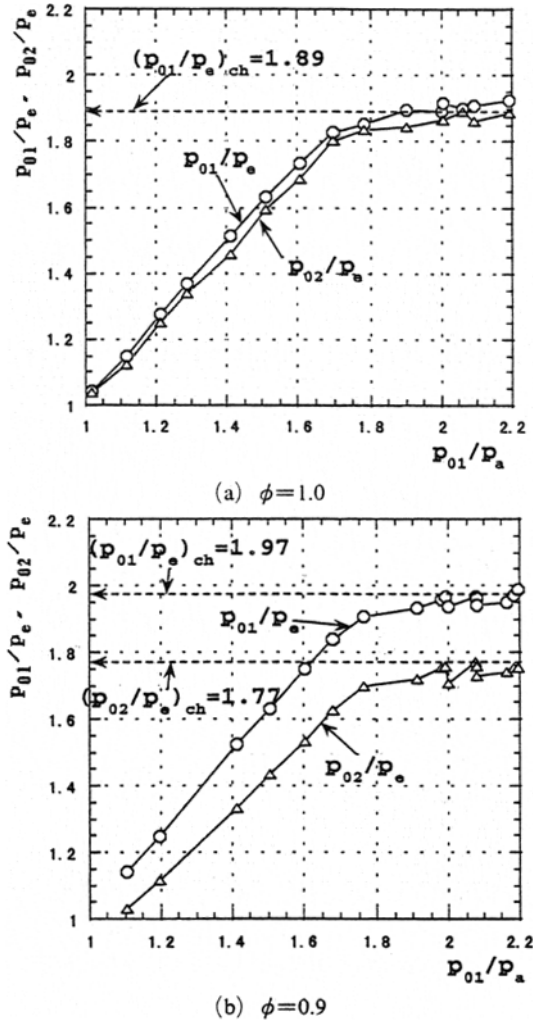 2.2
2.1
2
1.8
1.6
1.4
1.2
1
p01/pe, p02/pe
(p01/pe)ch=1.89
p01/pe
p02/pe
1 1.2 1.4 1.6 1.8 2 2.2
p01/pa
(a) φ=1.0
2.2
2
1.8
1.6
1.4
1.2
1
p01/pe, p02/pe
(p01/pe)ch=1.97
p01/pe
(p02/pe)ch=1.77
p02/pe
1 1.2 1.4 1.6 1.8 2 2.2
p01/pa
(b) φ=0.9